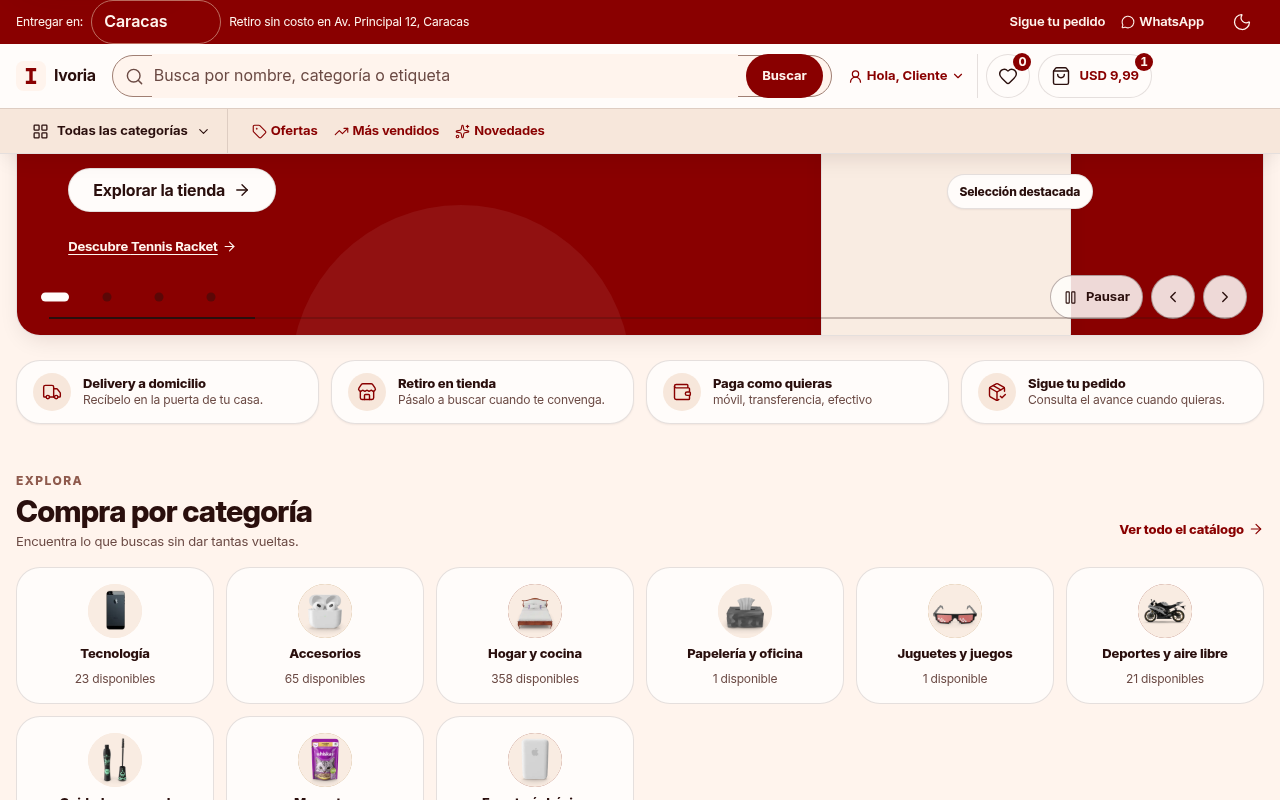 Entregar en: Caracas Retiro sin costo en Av. Principal 12, Caracas Sigue tu pedido WhatsApp
I Ivoria Busca por nombre, categoría o etiqueta Buscar Hola, Cliente 0 USD 9,99 1
Todas las categorías Ofertas Más vendidos Novedades
Explorar la tienda
Selección destacada
Descubre Tennis Racket
Pausar
Delivery a domicilio
Recíbelo en la puerta de tu casa.
Retiro en tienda
Pásalo a buscar cuando te convenga.
Paga como quieras
móvil, transferencia, efectivo
Sigue tu pedido
Consulta el avance cuando quieras.
EXPLORA
Compra por categoría
Encuentra lo que buscas sin dar tantas vueltas.
Ver todo el catálogo
Tecnología
23 disponibles
Accesorios
65 disponibles
Hogar y cocina
358 disponibles
Papelería y oficina
1 disponible
Juguetes y juegos
1 disponible
Deportes y aire libre
21 disponibles